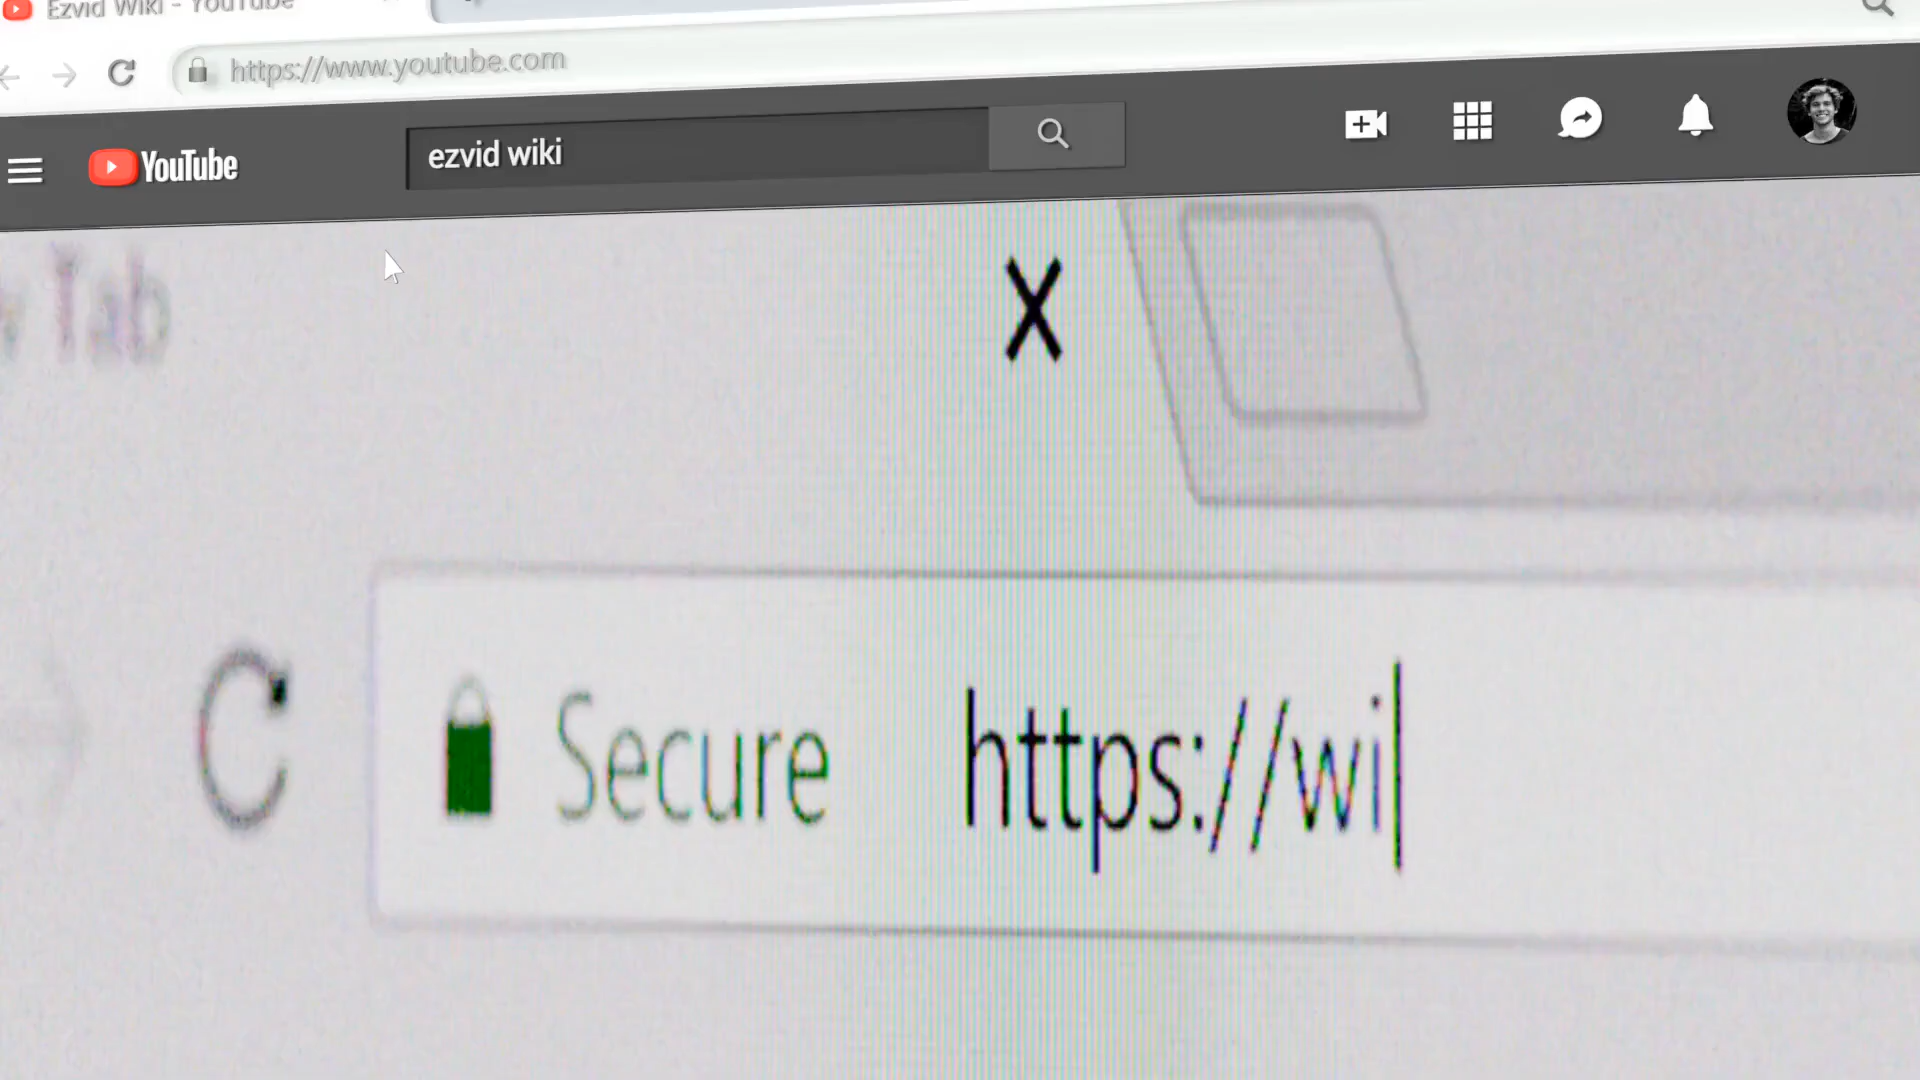 Ezvid Wiki - YouTube
https://www.youtube.com
YouTube
ezvid wiki
Tab
X
Secure
https://wi